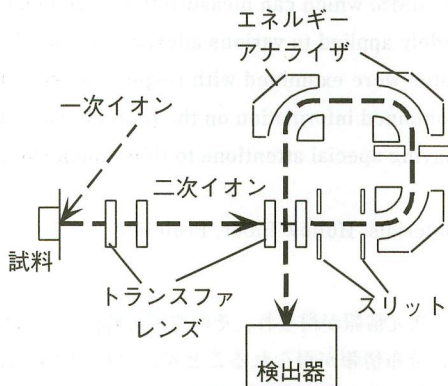 エネルギー
アナライザ
一次イオン
二次イオン
試料
トランスファ
レンズ
スリット
検出器